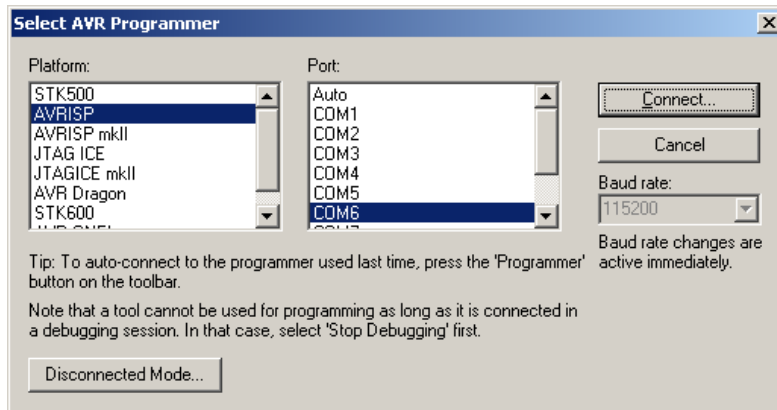 Select AVR Programmer
Platform:
STK500
AVRISP
AVRISP mkII
JTAG ICE
JTAGICE mkII
AVR Dragon
STK600
Port:
Auto
COM1
COM2
COM3
COM4
COM5
COM6
Connect...
Cancel
Baud rate:
115200
Baud rate changes are
active immediately.
Tip: To auto-connect to the programmer used last time, press the 'Programmer'
button on the toolbar.
Note that a tool cannot be used for programming as long as it is connected in
a debugging session. In that case, select 'Stop Debugging' first.
Disconnected Mode...